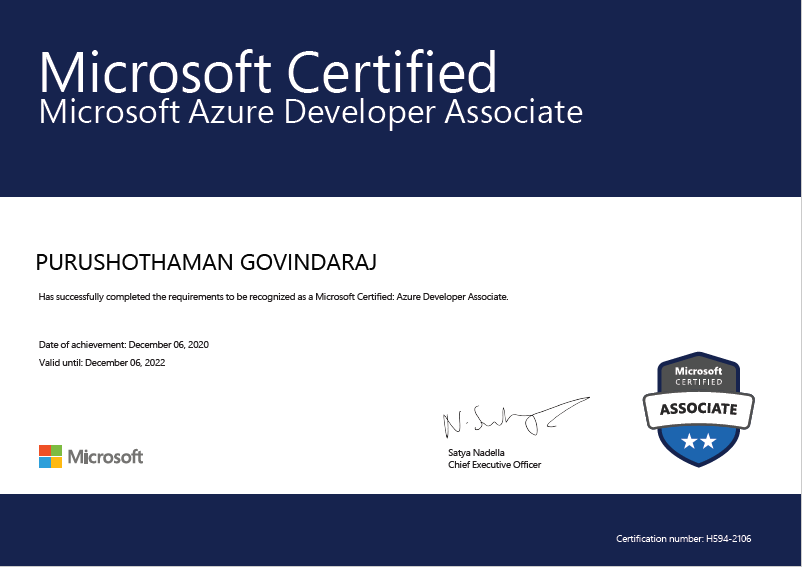 Microsoft Certified
Microsoft Azure Developer Associate
PURUSHOTHAMAN GOVINDARAJ
Has successfully completed the requirements to be recognized as a Microsoft Certified: Azure Developer Associate.
Date of achievement: December 06, 2020
Valid until: December 06, 2022
Microsoft
CERTIFIED
ASSOCIATE
N. Satya
Satya Nadella
Chief Executive Officer
Microsoft
Certification number: H594-2106